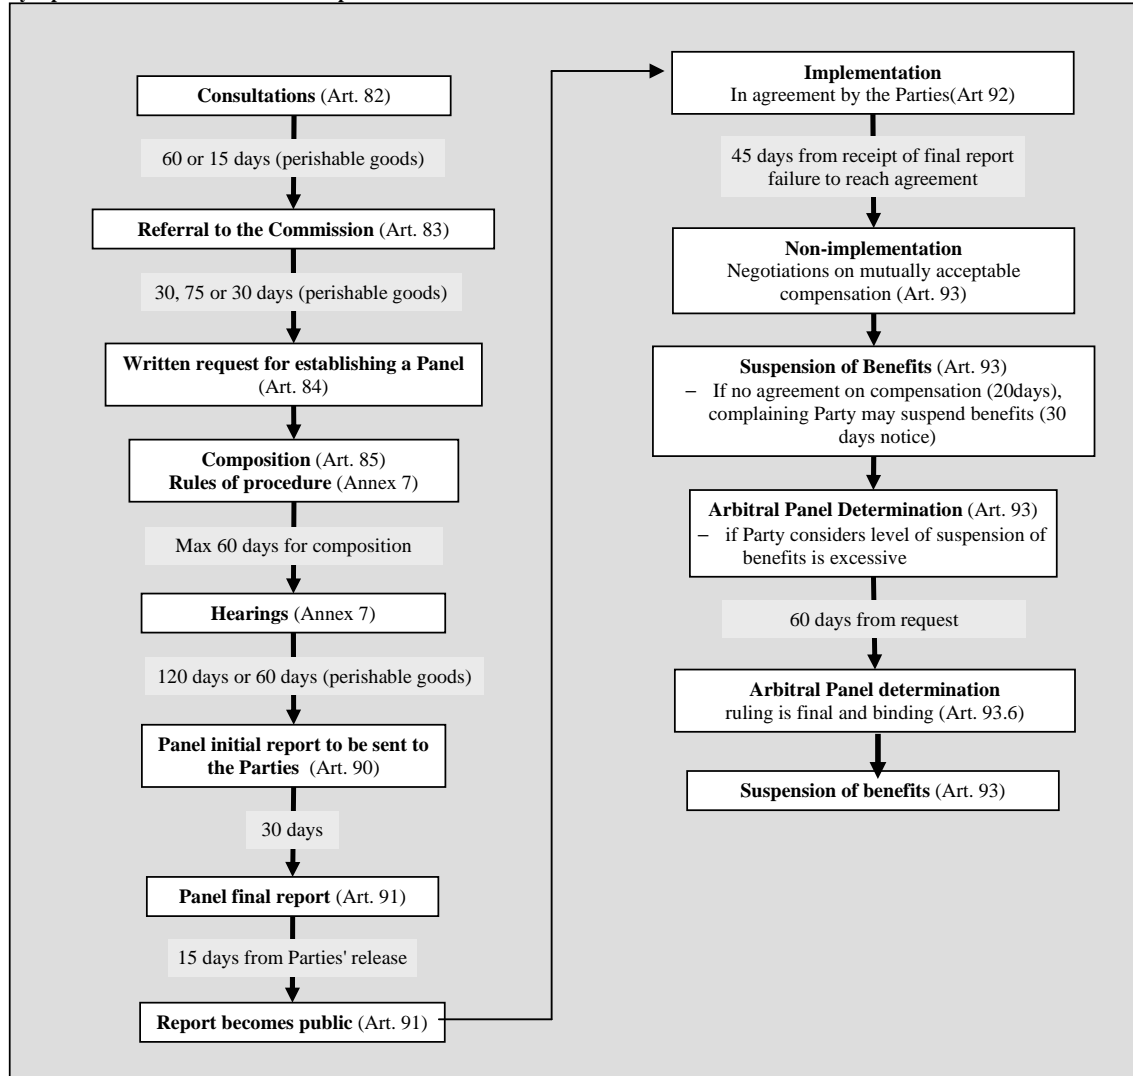 Consultations (Art. 82)
60 or 15 days (perishable goods)
Referral to the Commission (Art. 83)
30, 75 or 30 days (perishable goods)
Written request for establishing a Panel
(Art. 84)
Composition (Art. 85)
Rules of procedure (Annex 7)
Max 60 days for composition
Hearings (Annex 7)
120 days or 60 days (perishable goods)
Panel initial report to be sent to
the Parties (Art. 90)
30 days
Panel final report (Art. 91)
15 days from Parties' release
Report becomes public (Art. 91)
Implementation
In agreement by the Parties(Art 92)
45 days from receipt of final report
failure to reach agreement
Non-implementation
Negotiations on mutually acceptable
compensation (Art. 93)
Suspension of Benefits (Art. 93)
– If no agreement on compensation (20days),
complaining Party may suspend benefits (30
days notice)
Arbitral Panel Determination (Art. 93)
– if Party considers level of suspension of
benefits is excessive
60 days from request
Arbitral Panel determination
ruling is final and binding (Art. 93.6)
Suspension of benefits (Art. 93)